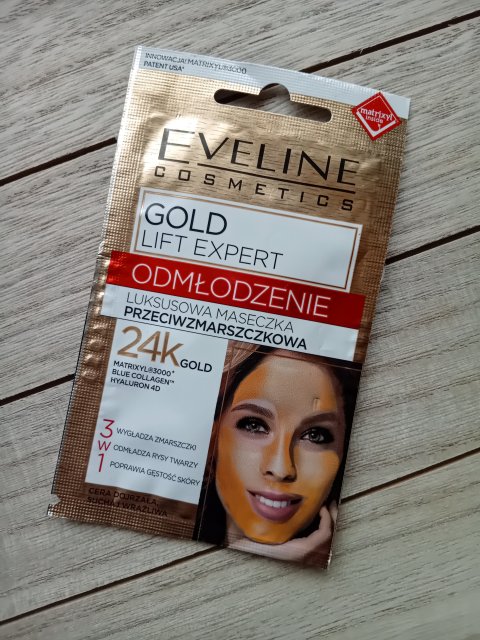 INNOWACJA! MATRIXYL®3000
PATENT USA*
matrixyl
inside
EVELINE
COSMETICS
GOLD
LIFT EXPERT
ODMŁODZENIE
LUKSUSOWA MASECZKA
PRZECIWZMARSZCZKOWA
24K GOLD
MATRIXYL®3000*
BLUE COLLAGEN™
HYALURON 4D
3 W 1
WYGŁADZA ZMARSZCZKI
ODMŁADZA RYSY TWARZY
POPRAWIA GĘSTOŚĆ SKÓRY
CERA DOJRZAŁA,
SUCHA I WRAŻLIWA